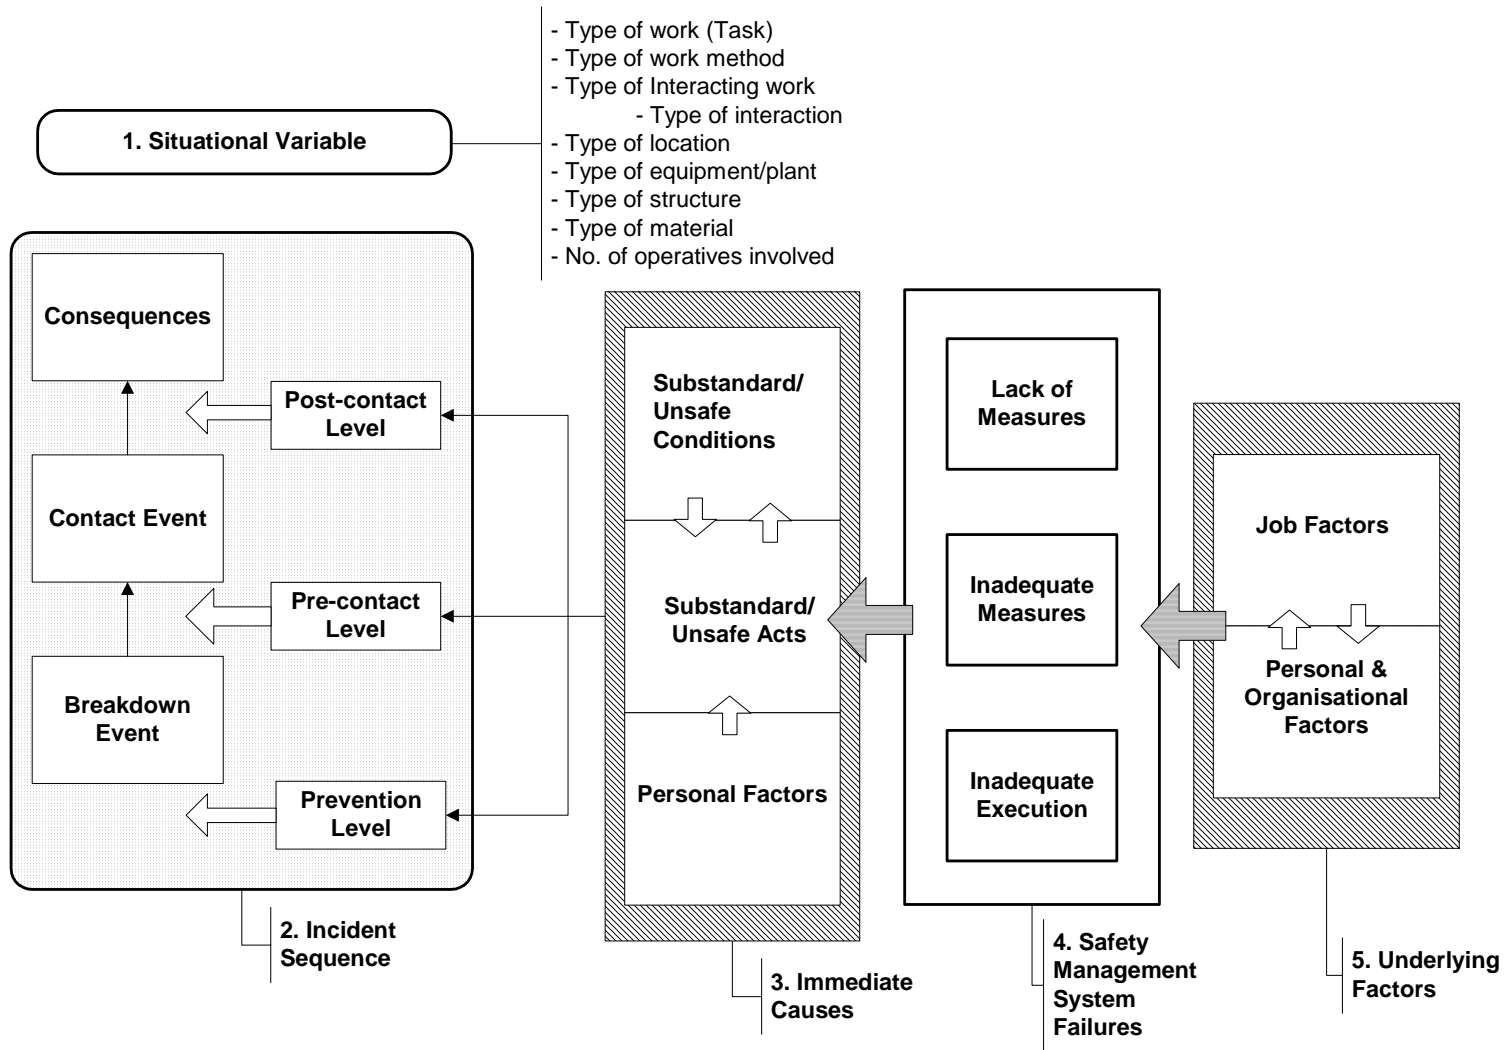 - Type of work (Task)
- Type of work method
- Type of Interacting work
- Type of interaction
- Type of location
- Type of equipment/plant
- Type of structure
- Type of material
- No. of operatives involved
1. Situational Variable
Consequences
Post-contact
Level
Contact Event
Pre-contact
Level
Breakdown
Event
Prevention
Level
2. Incident
Sequence
Substandard/
Unsafe
Conditions
Substandard/
Unsafe Acts
Personal Factors
3. Immediate
Causes
Lack of
Measures
Inadequate
Measures
Inadequate
Execution
4. Safety
Management
System
Failures
Job Factors
Personal &
Organisational
Factors
5. Underlying
Factors